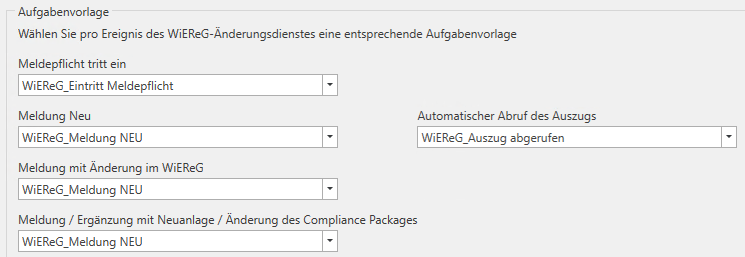 Aufgabenvorlage
Wählen Sie pro Ereignis des WiEReG-Änderungsdienstes eine entsprechende Aufgabenvorlage
Meldepflicht tritt ein
WiEReG_Eintritt Meldepflicht
Meldung Neu
WiEReG_Meldung NEU
Automatischer Abruf des Auszugs
WiEReG_Auszug abgerufen
Meldung mit Änderung im WiEReG
WiEReG_Meldung NEU
Meldung / Ergänzung mit Neuanlage / Änderung des Compliance Packages
WiEReG_Meldung NEU